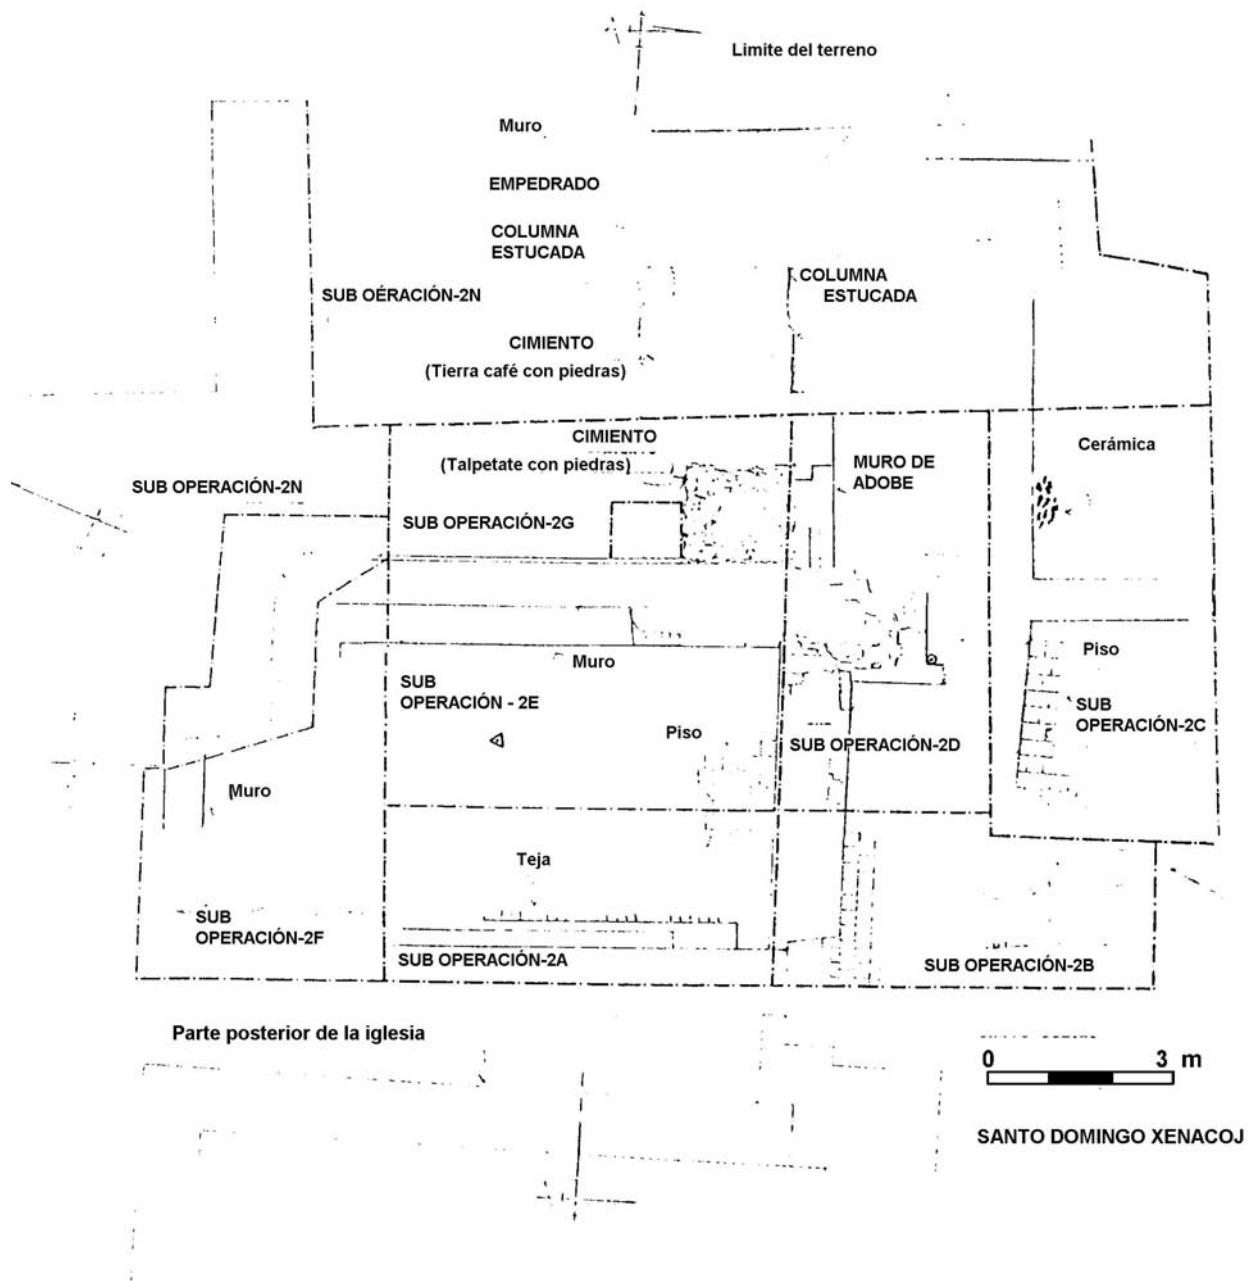 Limite del terreno
Muro
EMPEDRADO
COLUMNA
ESTUCADA
COLUMNA
ESTUCADA
SUB OÉRACIÓN-2N
CIMIENTO
(Tierra café con piedras)
CIMIENTO
(Talpetate con piedras)
MURO DE
ADOBE
Cerámica
SUB OPERACIÓN-2N
SUB OPERACIÓN-2G
Muro
Piso
SUB
OPERACIÓN - 2E
SUB
OPERACIÓN-2C
Piso
SUB OPERACIÓN-2D
Muro
Teja
SUB
OPERACIÓN-2F
SUB OPERACIÓN-2A
SUB OPERACIÓN-2B
Parte posterior de la iglesia
0 3 m
SANTO DOMINGO XENACOJ